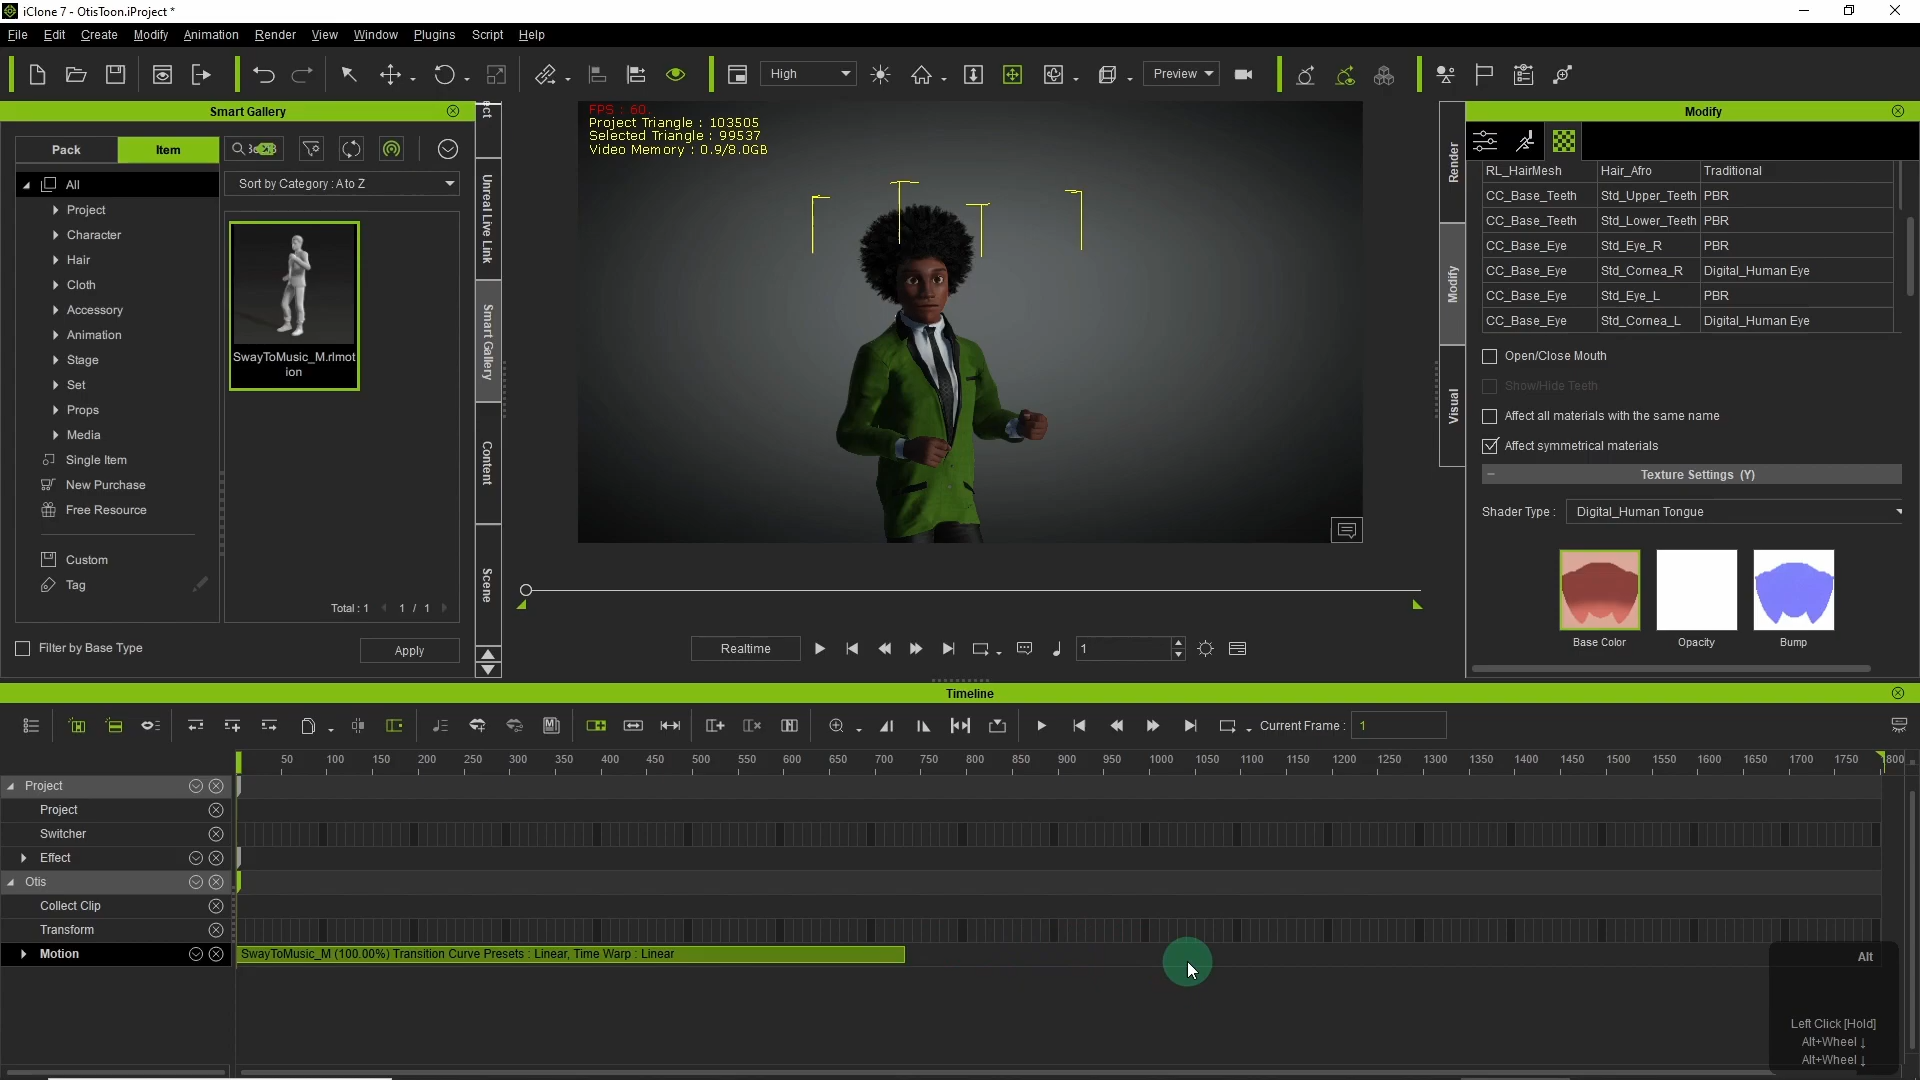 iClone 7 - OtisToon.iProject *
File Edit Create Modify Animation Render View Window Plugins Script Help
High
Preview
Smart Gallery
Pack
Item
Sort by Category : A to Z
All
Project
Character
Hair
Cloth
Accessory
Animation
Stage
Set
Props
Media
Single Item
New Purchase
Free Resource
Custom
Tag
SwayToMusic_M.rlmot
ion
Total : 1 1 / 1
Filter by Base Type
Apply
Unreal Live Link
Smart Gallery
Content
Scene
FPS : 60
Project Triangle : 103505
Selected Triangle : 99537
Video Memory : 0.9/8.0GB
Realtime
1
Render
Modify
Visual
Modify
RL_HairMesh Hair_Afro Traditional
CC_Base_Teeth Std_Upper_Teeth PBR
CC_Base_Teeth Std_Lower_Teeth PBR
CC_Base_Eye Std_Eye_R PBR
CC_Base_Eye Std_Cornea_R Digital_Human Eye
CC_Base_Eye Std_Eye_L PBR
CC_Base_Eye Std_Cornea_L Digital_Human Eye
Open/Close Mouth
Show/Hide Teeth
Affect all materials with the same name
Affect symmetrical materials
Texture Settings (Y)
Shader Type : Digital_Human Tongue
Base Color Opacity Bump
Timeline
Current Frame : 1
50 100 150 200 250 300 350 400 450 500 550 600 650 700 750 800 850 900 950 1000 1050 1100 1150 1200 1250 1300 1350 1400 1450 1500 1550 1600 1650 1700 1750 800
Project
Project
Switcher
Effect
Otis
Collect Clip
Transform
Motion
SwayToMusic_M (100.00%) Transition Curve Presets : Linear, Time Warp : Linear
Alt
Left Click [Hold]
Alt+Wheel ↓
Alt+Wheel ↓